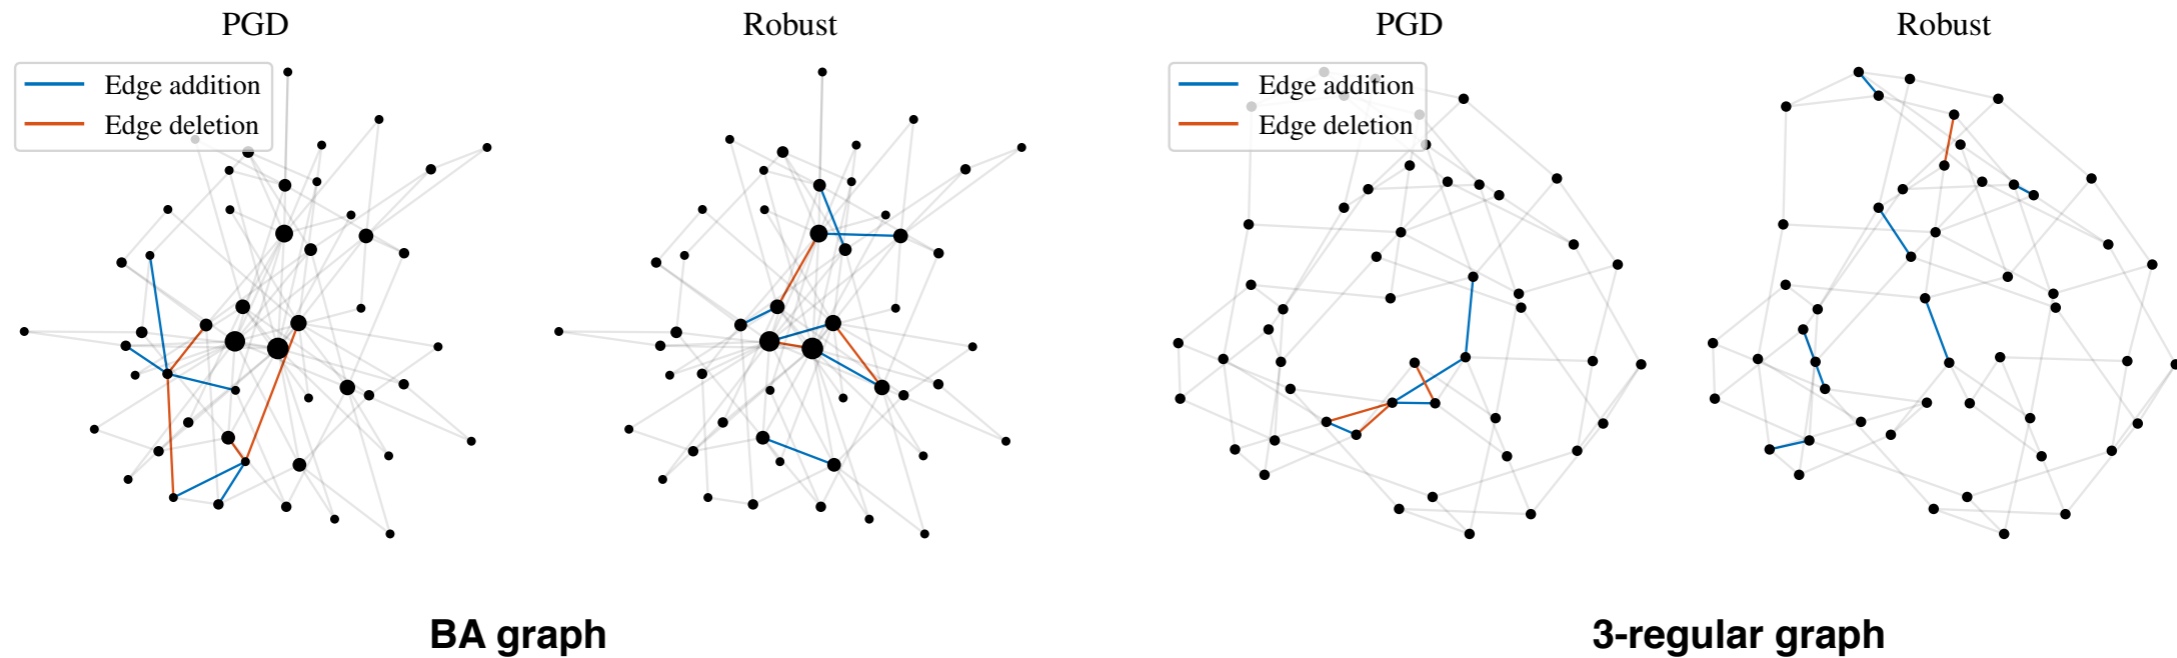 PGD
Edge addition
Edge deletion
Robust
BA graph
PGD
Edge addition
Edge deletion
Robust
3-regular graph